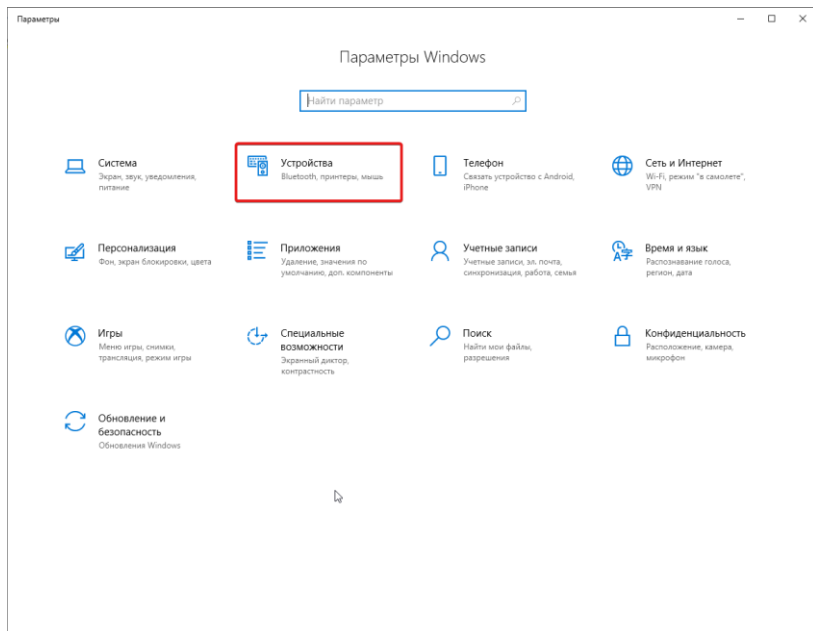 Параметры
Параметры Windows
Найти параметр
Система
Экран, звук, уведомления,
питание
Устройства
Bluetooth, принтеры, мышь
Телефон
Связать устройство с Android,
iPhone
Сеть и Интернет
Wi-Fi, режим "в самолете",
VPN
Персонализация
Фон, экран блокировки, цвета
Приложения
Удаление, значения по
умолчанию, доп. компоненты
Учетные записи
Учетные записи, эл. почта,
синхронизация, работа, семья
Время и язык
Распознавание голоса,
регион, дата
Игры
Меню игры, снимки,
трансляция, режим игры
Специальные
возможности
Экранный диктор,
контрастность
Поиск
Найти мои файлы,
разрешения
Конфиденциальность
Расположение, камера,
микрофон
Обновление и
безопасность
Обновления Windows